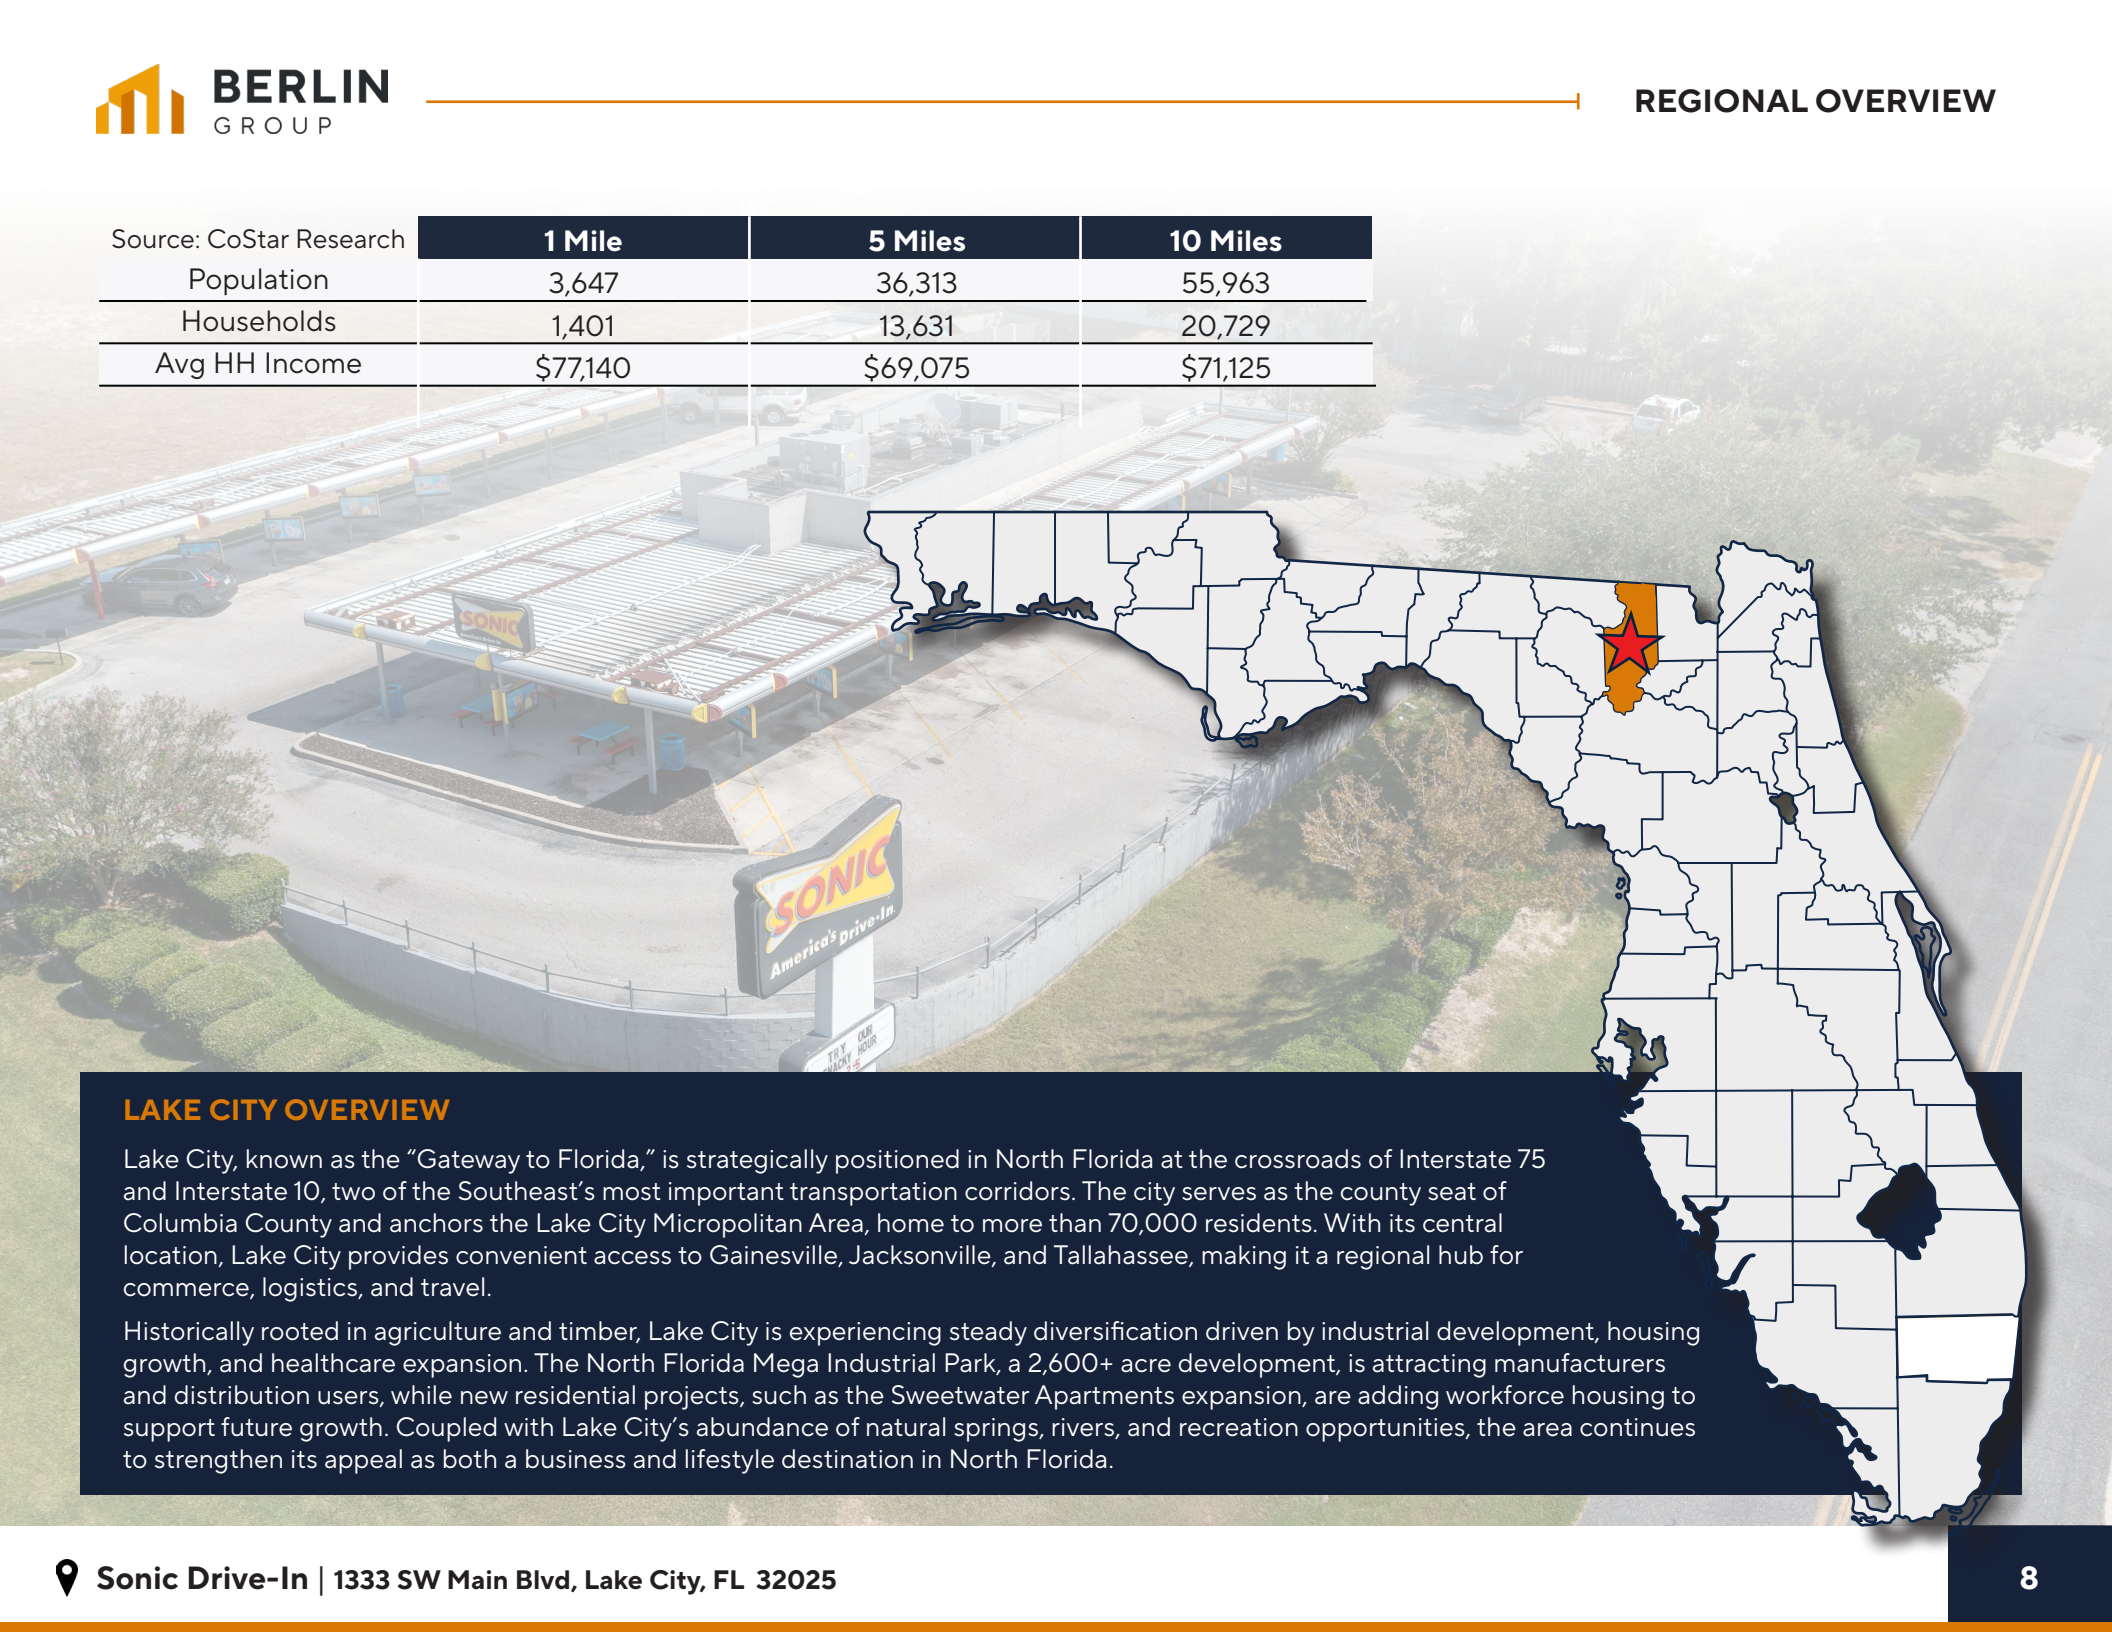 BERLIN
GROUP
REGIONAL OVERVIEW
Source: CoStar Research 1 Mile 5 Miles 10 Miles
Population 3,647 36,313 55,963
Households 1,401 13,631 20,729
Avg HH Income $77,140 $69,075 $71,125
SONIC
SONIC
America's Drive-In
TRY OUR
SNACKY HOUR
LAKE CITY OVERVIEW
Lake City, known as the “Gateway to Florida,” is strategically positioned in North Florida at the crossroads of Interstate 75
and Interstate 10, two of the Southeast’s most important transportation corridors. The city serves as the county seat of
Columbia County and anchors the Lake City Micropolitan Area, home to more than 70,000 residents. With its central
location, Lake City provides convenient access to Gainesville, Jacksonville, and Tallahassee, making it a regional hub for
commerce, logistics, and travel.
Historically rooted in agriculture and timber, Lake City is experiencing steady diversification driven by industrial development, housing
growth, and healthcare expansion. The North Florida Mega Industrial Park, a 2,600+ acre development, is attracting manufacturers
and distribution users, while new residential projects, such as the Sweetwater Apartments expansion, are adding workforce housing to
support future growth. Coupled with Lake City’s abundance of natural springs, rivers, and recreation opportunities, the area continues
to strengthen its appeal as both a business and lifestyle destination in North Florida.
Sonic Drive-In | 1333 SW Main Blvd, Lake City, FL 32025
8